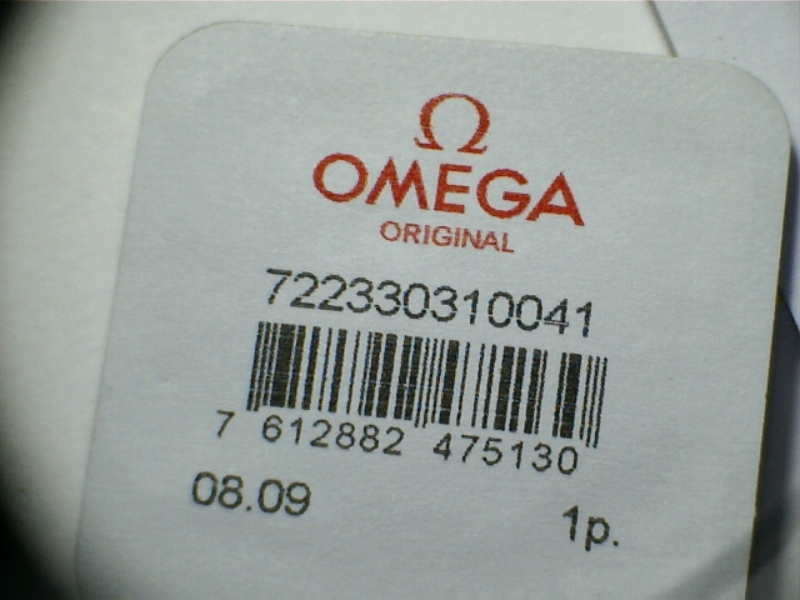 Ω
OMEGA
ORIGINAL
722330310041
7 612882 475130
08.09 1p.